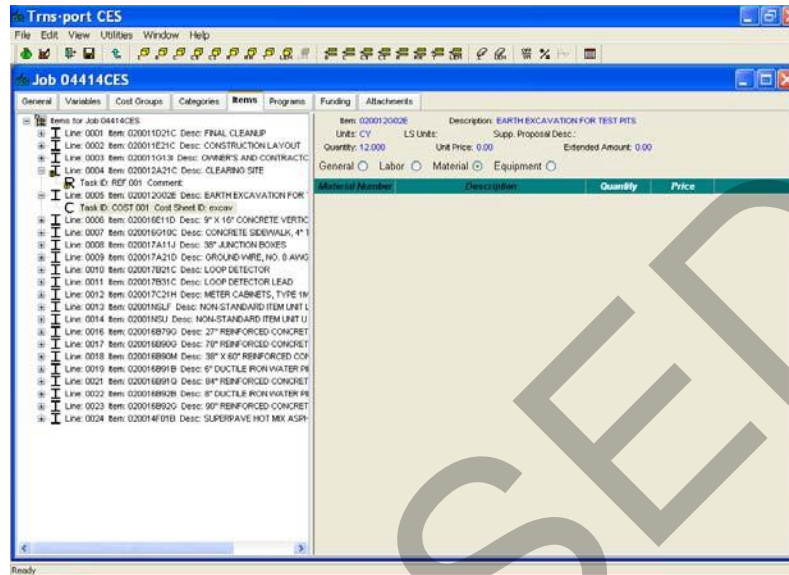 Trns·port CES
File Edit View Utilities Window Help
Job 04414CES
General Variables Cost Groups Categories Items Programs Funding Attachments
Items for Job 04414CES
Line: 0001 Item: 020011D21C Desc: FINAL CLEANUP
Line: 0002 Item: 020011E21C Desc: CONSTRUCTION LAYOUT
Line: 0003 Item: 020011G13I Desc: OWNER'S AND CONTRACTO
Line: 0004 Item: 020012A21C Desc: CLEARING SITE
Task ID: REF 001 Comment:
Line: 0005 Item: 020012G02E Desc: EARTH EXCAVATION FOR
Task ID: COST 001 Cost Sheet ID: excav
Line: 0006 Item: 020016E11D Desc: 9" X 16" CONCRETE VERTIC
Line: 0007 Item: 020016G10C Desc: CONCRETE SIDEWALK, 4"
Line: 0008 Item: 020017A11J Desc: 38" JUNCTION BOXES
Line: 0009 Item: 020017A21D Desc: GROUND WIRE, NO. 8 AWG
Line: 0010 Item: 020017B21C Desc: LOOP DETECTOR
Line: 0011 Item: 020017B31C Desc: LOOP DETECTOR LEAD
Line: 0012 Item: 020017C21H Desc: METER CABINETS, TYPE 1M
Line: 0013 Item: 02001NSLF Desc: NON-STANDARD ITEM UNIT L
Line: 0014 Item: 02001NSU Desc: NON-STANDARD ITEM UNIT U
Line: 0016 Item: 020016B79G Desc: 27" REINFORCED CONCRET
Line: 0017 Item: 020016B90G Desc: 78" REINFORCED CONCRET
Line: 0018 Item: 020016B90M Desc: 38" X 60" REINFORCED CON
Line: 0019 Item: 020016B91B Desc: 6" DUCTILE IRON WATER PI
Line: 0021 Item: 020016B91Q Desc: 84" REINFORCED CONCRET
Line: 0022 Item: 020016B92B Desc: 8" DUCTILE IRON WATER PI
Line: 0023 Item: 020016B92G Desc: 90" REINFORCED CONCRET
Line: 0024 Item: 020014F01B Desc: SUPERPAVE HOT MIX ASPH
Item: 020012G02E Description: EARTH EXCAVATION FOR TEST PITS
Units: CY LS Units: Supp. Proposal Desc.:
Quantity: 12.000 Unit Price: 0.00 Extended Amount: 0.00
General Labor Material Equipment
Material Number Description Quantity Price
Ready